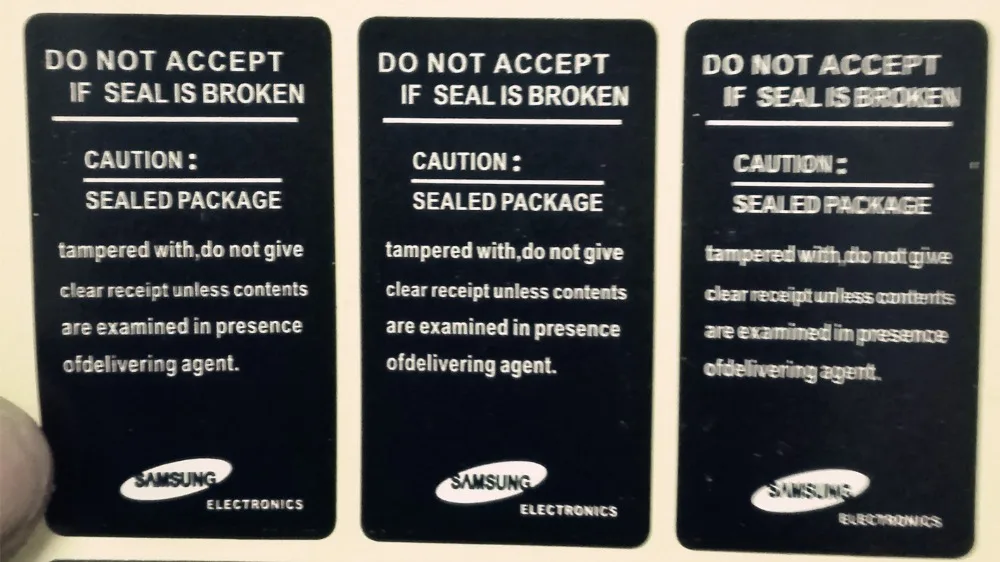 DO NOT ACCEPT
IF SEAL IS BROKEN
CAUTION :
SEALED PACKAGE
tampered with,do not give
clear receipt unless contents
are examined in presence
ofdelivering agent.
SAMSUNG
ELECTRONICS
DO NOT ACCEPT
IF SEAL IS BROKEN
CAUTION :
SEALED PACKAGE
tampered with,do not give
clear receipt unless contents
are examined in presence
ofdelivering agent.
SAMSUNG
ELECTRONICS
DO NOT ACCEPT
IF SEAL IS BROKEN
CAUTION :
SEALED PACKAGE
tampered with,do not give
clear receipt unless contents
are examined in presence
ofdelivering agent.
SAMSUNG
ELECTRONICS